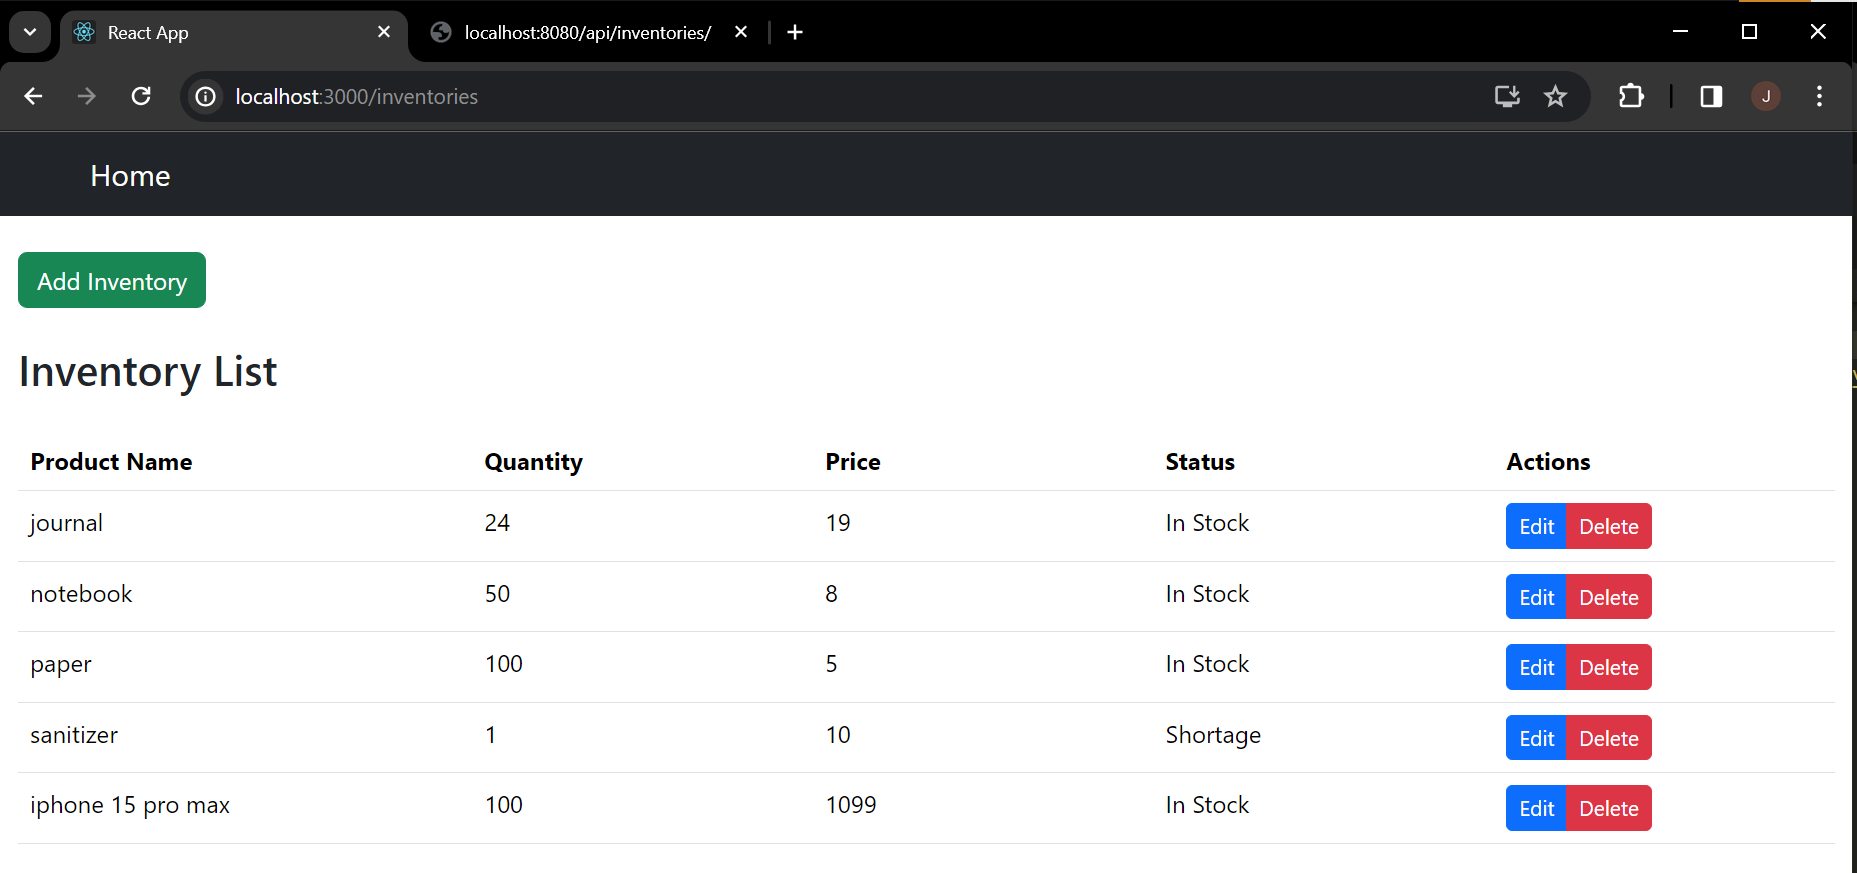 React App
localhost:8080/api/inventories/
localhost:3000/inventories
J
Home
Add Inventory
Inventory List
Product Name Quantity Price Status Actions
journal 24 19 In Stock Edit Delete
notebook 50 8 In Stock Edit Delete
paper 100 5 In Stock Edit Delete
sanitizer 1 10 Shortage Edit Delete
iphone 15 pro max 100 1099 In Stock Edit Delete